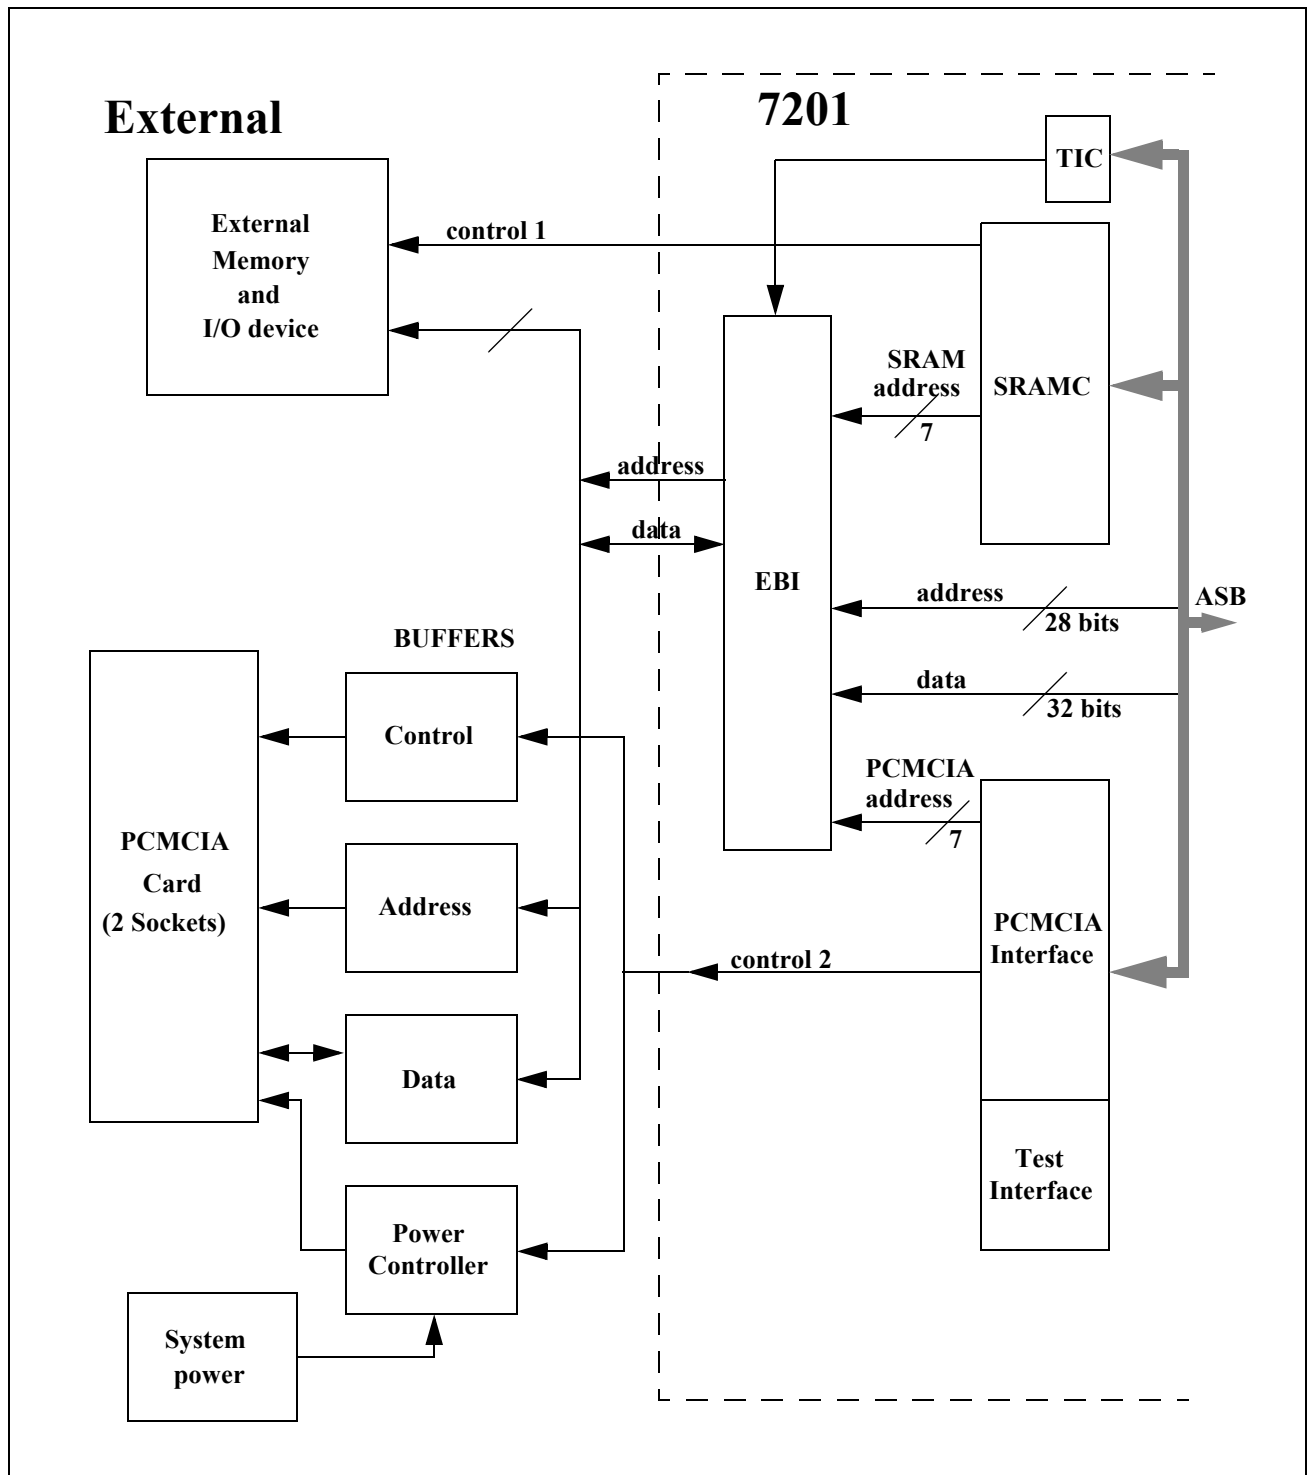 External
7201
TIC
External
Memory
and
I/O device
control 1
SRAM
address
7
SRAMC
address
data
EBI
address
28 bits
ASB
data
32 bits
BUFFERS
Control
PCMCIA
address
7
PCMCIA
Card
(2 Sockets)
Address
PCMCIA
Interface
control 2
Data
Test
Interface
Power
Controller
System
power